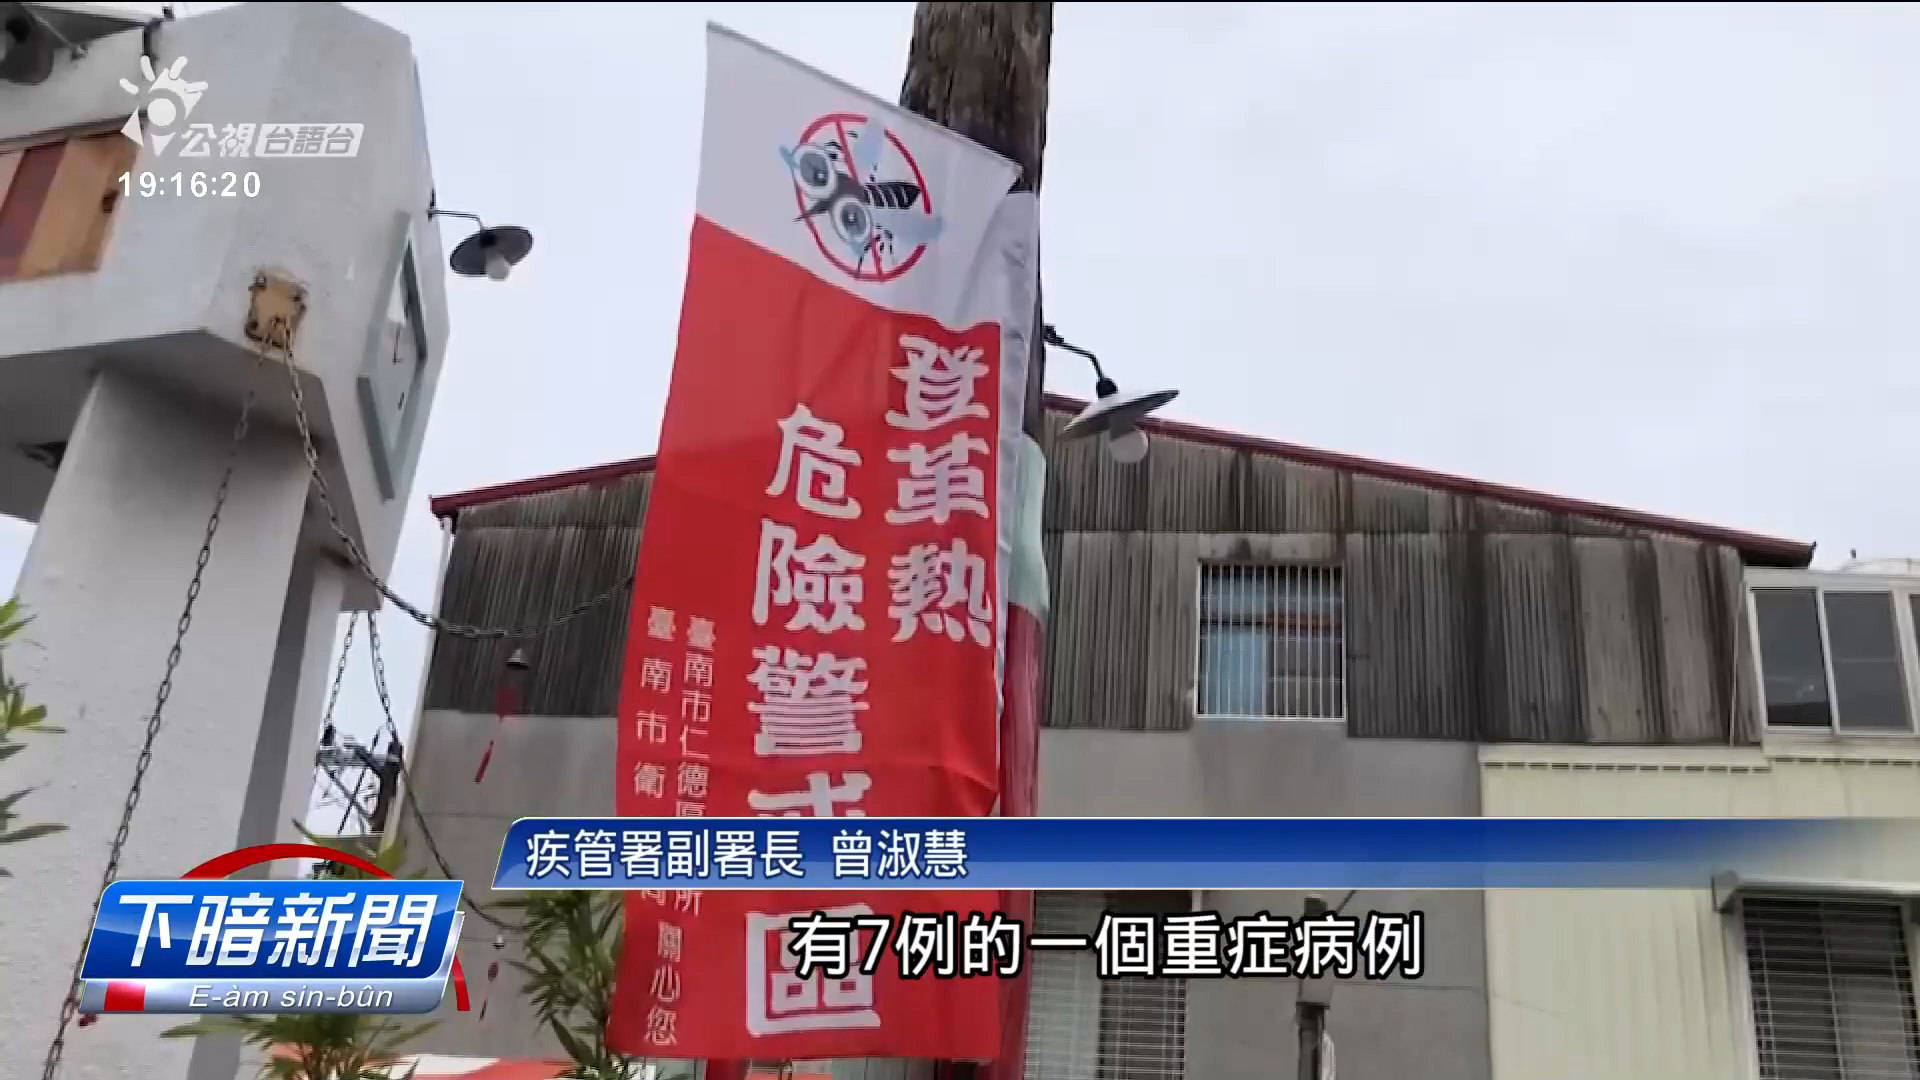 公視台語台
19:16:20
登革熱
危險警戒區
臺南市仁德區
所
臺南市衛
關心您
疾管署副署長 曾淑慧
有7例的一個重症病例
下暗新聞
E-àm sin-bûn